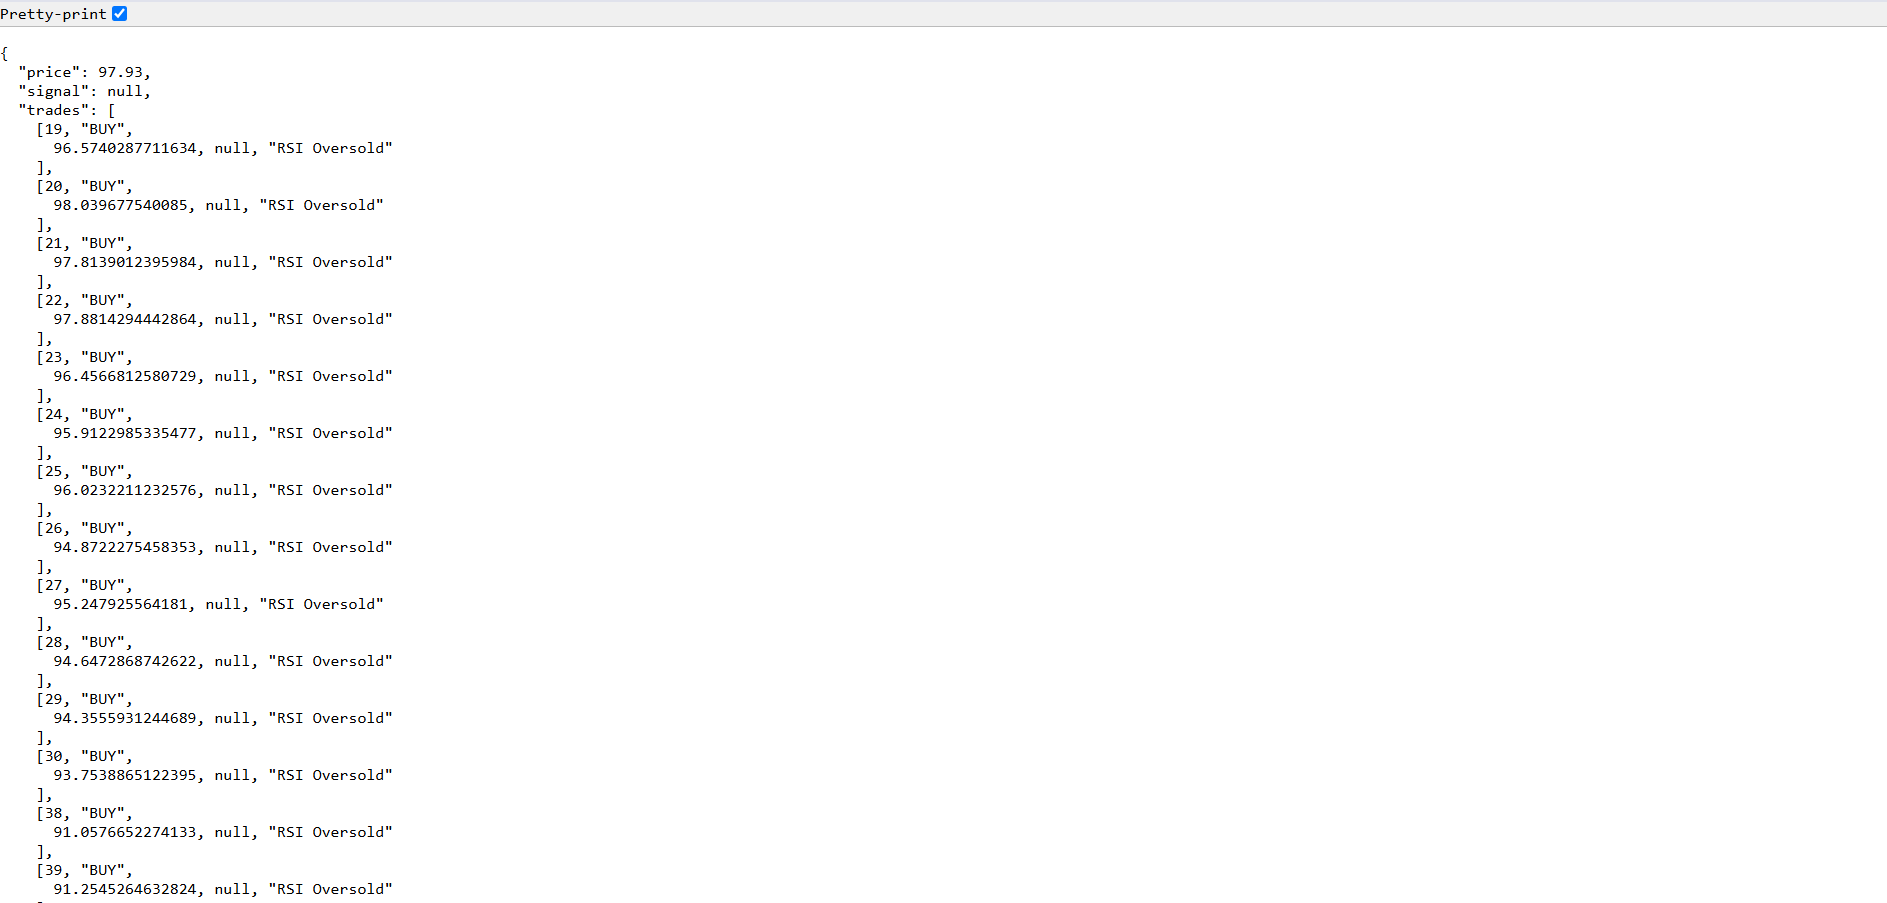 Pretty-print
{
"price": 97.93,
"signal": null,
"trades": [
[19, "BUY",
96.5740287711634, null, "RSI Oversold"
],
[20, "BUY",
98.039677540085, null, "RSI Oversold"
],
[21, "BUY",
97.8139012395984, null, "RSI Oversold"
],
[22, "BUY",
97.8814294442864, null, "RSI Oversold"
],
[23, "BUY",
96.4566812580729, null, "RSI Oversold"
],
[24, "BUY",
95.9122985335477, null, "RSI Oversold"
],
[25, "BUY",
96.0232211232576, null, "RSI Oversold"
],
[26, "BUY",
94.8722275458353, null, "RSI Oversold"
],
[27, "BUY",
95.247925564181, null, "RSI Oversold"
],
[28, "BUY",
94.6472868742622, null, "RSI Oversold"
],
[29, "BUY",
94.3555931244689, null, "RSI Oversold"
],
[30, "BUY",
93.7538865122395, null, "RSI Oversold"
],
[38, "BUY",
91.0576652274133, null, "RSI Oversold"
],
[39, "BUY",
91.2545264632824, null, "RSI Oversold"